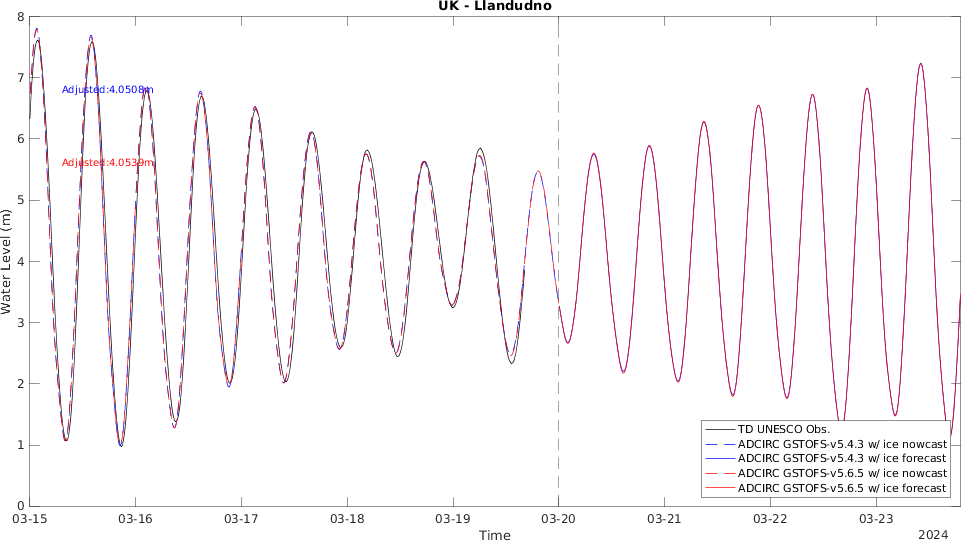 UK - Llandudno
8
7
6
5
4
3
2
1
0
Water Level (m)
Adjusted:4.0508m
Adjusted:4.0539m
TD UNESCO Obs.
ADCIRC GSTOFS-v5.4.3 w/ ice nowcast
ADCIRC GSTOFS-v5.4.3 w/ ice forecast
ADCIRC GSTOFS-v5.6.5 w/ ice nowcast
ADCIRC GSTOFS-v5.6.5 w/ ice forecast
03-15 03-16 03-17 03-18 03-19 03-20 03-21 03-22 03-23
Time
2024